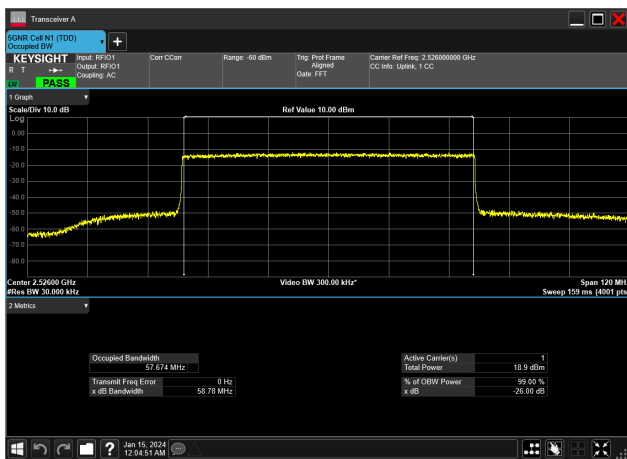 Transceiver A
5GNR Cell N1 (TDD)
Occupied BW
KEYSIGHT
R T
PASS
Input: RFIO1
Output: RFIO1
Coupling: AC
Corr CCorr
Range: -60 dBm
Trig: Prot Frame
Aligned
Gate: FFT
Carrier Ref Freq: 2.526000000 GHz
CC Info: Uplink, 1 CC
1 Graph
Scale/Div 10.0 dB
Ref Value 10.00 dBm
Log
0.00
-10.0
-20.0
-30.0
-40.0
-50.0
-60.0
-70.0
-80.0
Center 2.52600 GHz
Video BW 300.00 kHz*
Span 120 MH
#Res BW 30.000 kHz
Sweep 159 ms (4001 pts
2 Metrics
Occupied Bandwidth
57.674 MHz
Transmit Freq Error 0 Hz
x dB Bandwidth 58.78 MHz
Active Carrier(s) 1
Total Power 18.9 dBm
% of OBW Power 99.00 %
x dB -26.00 dB
Jan 15, 2024
12:04:51 AM